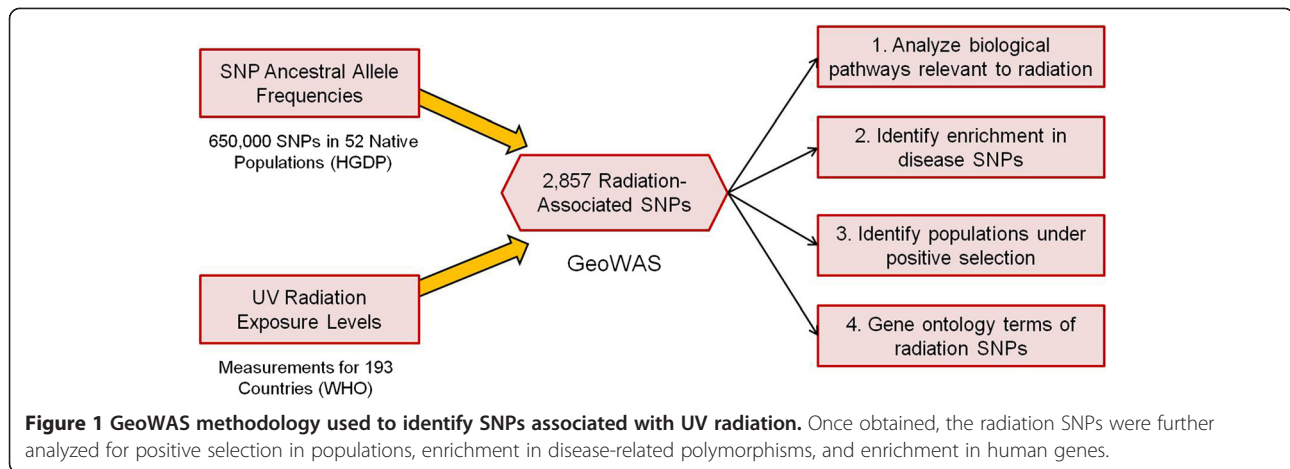 SNP Ancestral Allele
Frequencies
650,000 SNPs in 52 Native
Populations (HGDP)
UV Radiation
Exposure Levels
Measurements for 193
Countries (WHO)
2,857 Radiation-
Associated SNPs
GeoWAS
1. Analyze biological
pathways relevant to radiation
2. Identify enrichment in
disease SNPs
3. Identify populations under
positive selection
4. Gene ontology terms of
radiation SNPs
Figure 1 GeoWAS methodology used to identify SNPs associated with UV radiation. Once obtained, the radiation SNPs were further
analyzed for positive selection in populations, enrichment in disease-related polymorphisms, and enrichment in human genes.